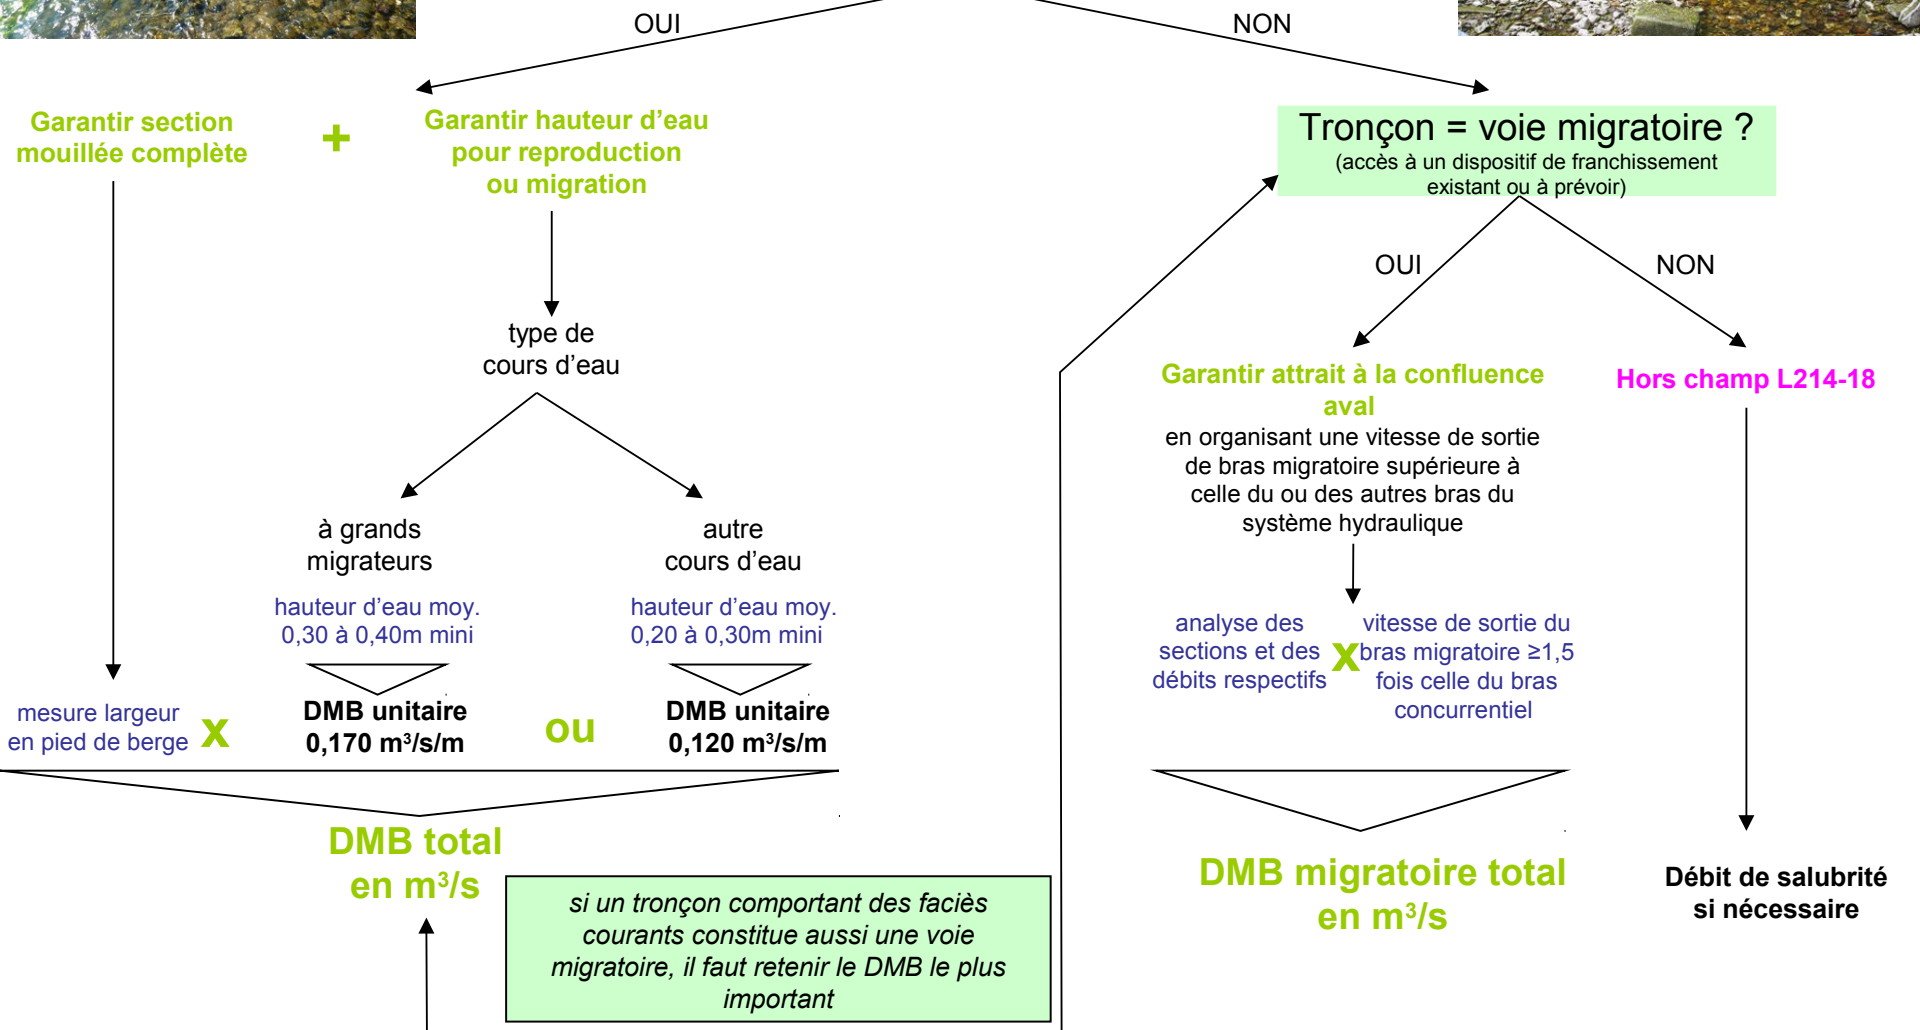 OUI
NON
Garantir section
mouillée complète
+
Garantir hauteur d’eau
pour reproduction
ou migration
Tronçon = voie migratoire ?
(accès à un dispositif de franchissement
existant ou à prévoir)
OUI
NON
type de
cours d’eau
Garantir attrait à la confluence
aval
en organisant une vitesse de sortie
de bras migratoire supérieure à
celle du ou des autres bras du
système hydraulique
Hors champ L214-18
à grands
migrateurs
autre
cours d’eau
hauteur d’eau moy.
0,30 à 0,40m mini
hauteur d’eau moy.
0,20 à 0,30m mini
analyse des
sections et des
débits respectifs
x
vitesse de sortie du
bras migratoire ≥1,5
fois celle du bras
concurrentiel
mesure largeur
en pied de berge
x
DMB unitaire
0,170 m³/s/m
ou
DMB unitaire
0,120 m³/s/m
DMB total
en m³/s
DMB migratoire total
en m³/s
Débit de salubrité
si nécessaire
si un tronçon comportant des faciès
courants constitue aussi une voie
migratoire, il faut retenir le DMB le plus
important